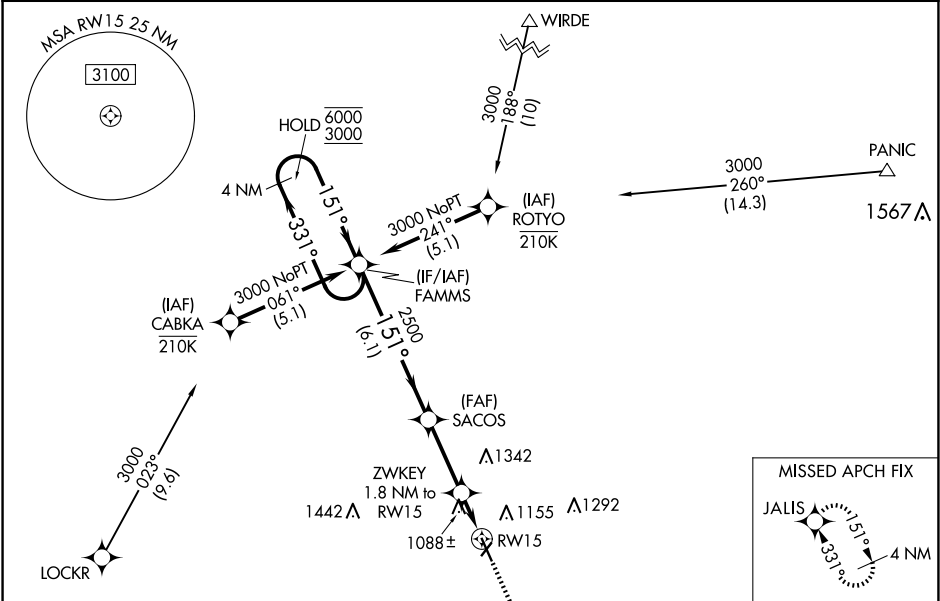 MSA RW15 25 NM
3100
WIRDE
3000
188°
(10)
HOLD 6000
3000
4 NM
151°
331°
3000
260°
(14.3)
PANIC
1567
3000 NoPT
241°
(5.1)
(IAF)
ROTYO
210K
(IF/IAF)
FAMMS
3000 NoPT
061°
(5.1)
(IAF)
CABKA
210K
2500
151°
(6.1)
(FAF)
SACOS
1342
3000
023°
(9.6)
LOCKR
ZWKEY
1.8 NM to
RW15
1442
1088±
1155
1292
RW15
MISSED APCH FIX
JALIS
151°
331°
4 NM